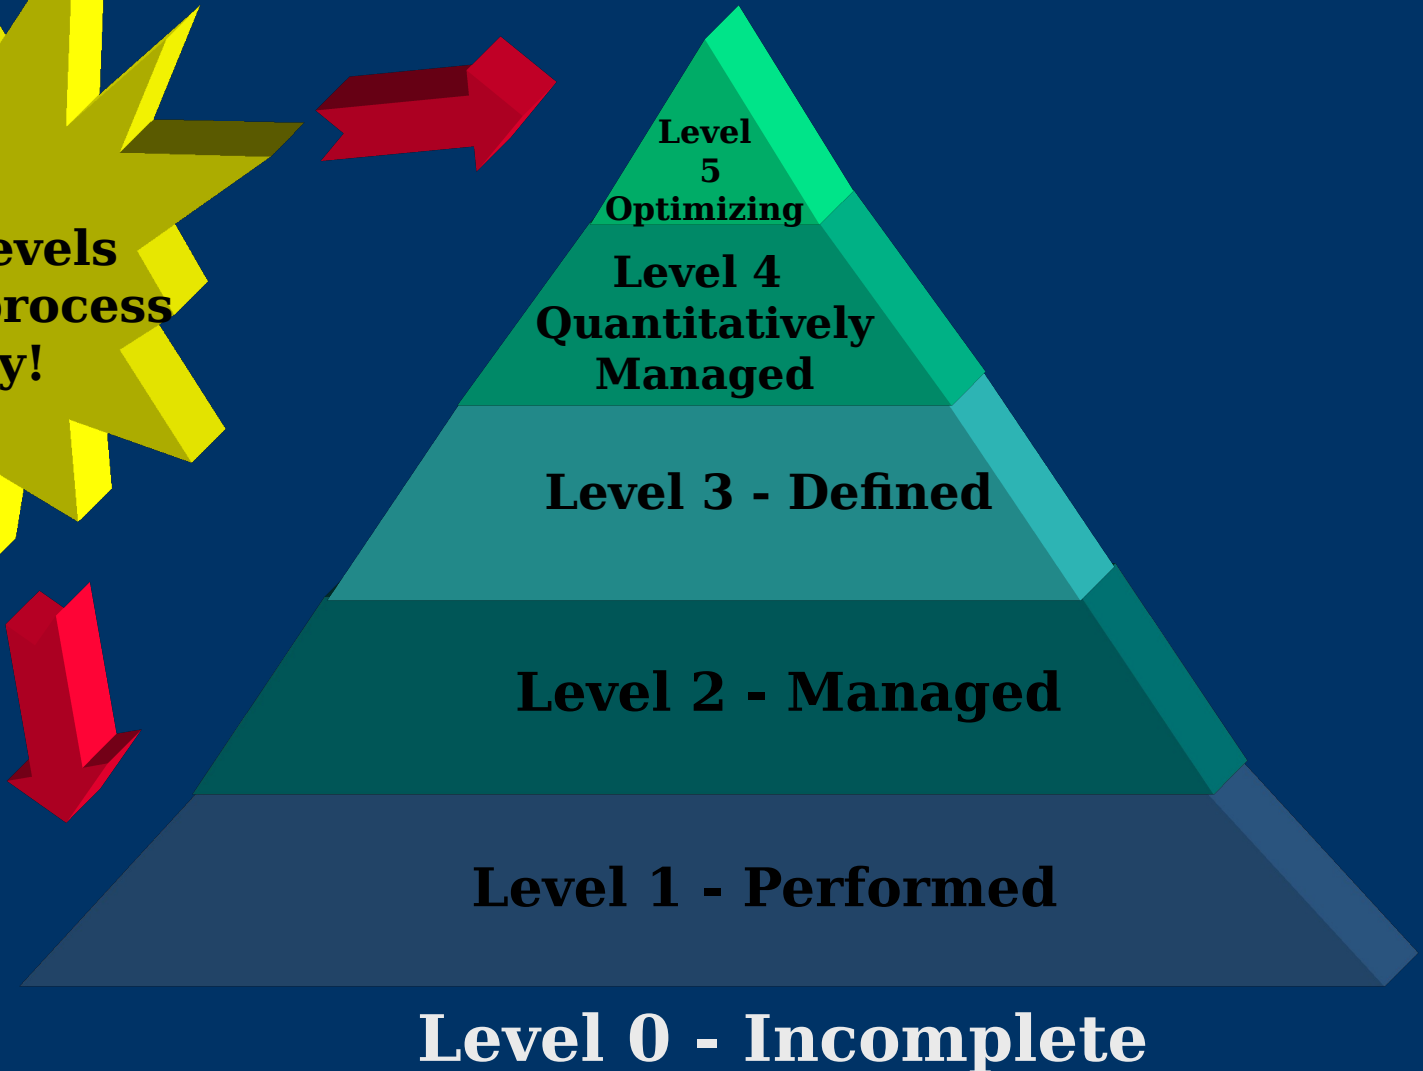 Level
5
Optimizing
Level 4
Quantitatively
Managed
Level 3 - Defined
Level 2 - Managed
Level 1 - Performed
Level 0 - Incomplete
evels
process
y!